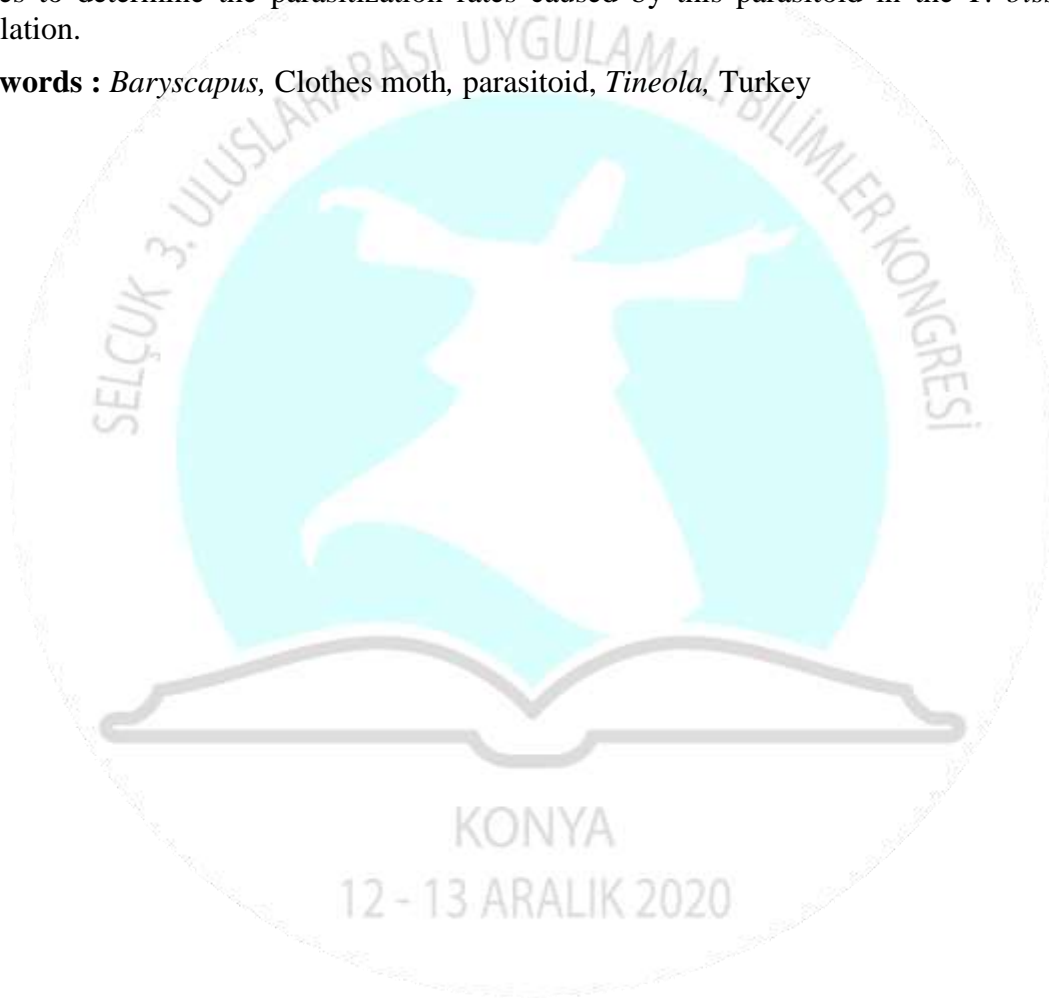 es to determine the parasitization rates caused by this parasitoid in the T.
lation.
words : Baryscapus, Clothes moth, parasitoid, Tineola, Turkey
SELÇUK 3. ULUSLARARASI UYGULAMALI BİLİMLER KONGRESİ
KONYA
12 - 13 ARALIK 2020